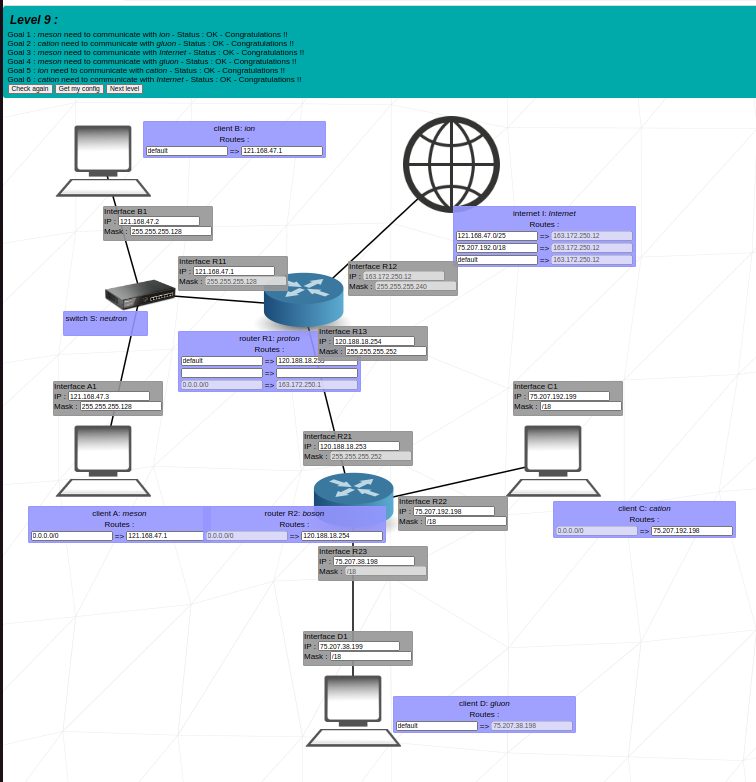 Level 9 :
Goal 1 : meson need to communicate with ion - Status : OK - Congratulations !!
Goal 2 : cation need to communicate with gluon - Status : OK - Congratulations !!
Goal 3 : meson need to communicate with Internet - Status : OK - Congratulations !!
Goal 4 : meson need to communicate with gluon - Status : OK - Congratulations !!
Goal 5 : ion need to communicate with cation - Status : OK - Congratulations !!
Goal 6 : cation need to communicate with Internet - Status : OK - Congratulations !!
Check again Get my config Next level
client B: ion
Routes :
default => 121.168.47.1
Interface B1
IP : 121.168.47.2
Mask : 255.255.255.128
internet I: Internet
Routes :
121.168.47.0/25 => 163.172.250.12
75.207.192.0/18 => 163.172.250.12
default => 163.172.250.12
Interface R11
IP : 121.168.47.1
Mask : 255.255.255.128
Interface R12
IP : 163.172.250.12
Mask : 255.255.255.240
switch S: neutron
Interface R13
IP : 120.188.18.254
Mask : 255.255.255.252
router R1: proton
Routes :
default => 120.188.18.253
=>
0.0.0.0/0 => 163.172.250.1
Interface A1
IP : 121.168.47.3
Mask : 255.255.255.128
Interface C1
IP : 75.207.192.199
Mask : /18
Interface R21
IP : 120.188.18.253
Mask : 255.255.255.252
Interface R22
IP : 75.207.192.198
Mask : /18
client A: meson
Routes :
0.0.0.0/0 => 121.168.47.1
router R2: boson
Routes :
0.0.0.0/0 => 120.188.18.254
client C: cation
Routes :
0.0.0.0/0 => 75.207.192.198
Interface R23
IP : 75.207.38.198
Mask : /18
Interface D1
IP : 75.207.38.199
Mask : /18
client D: gluon
Routes :
default => 75.207.38.198